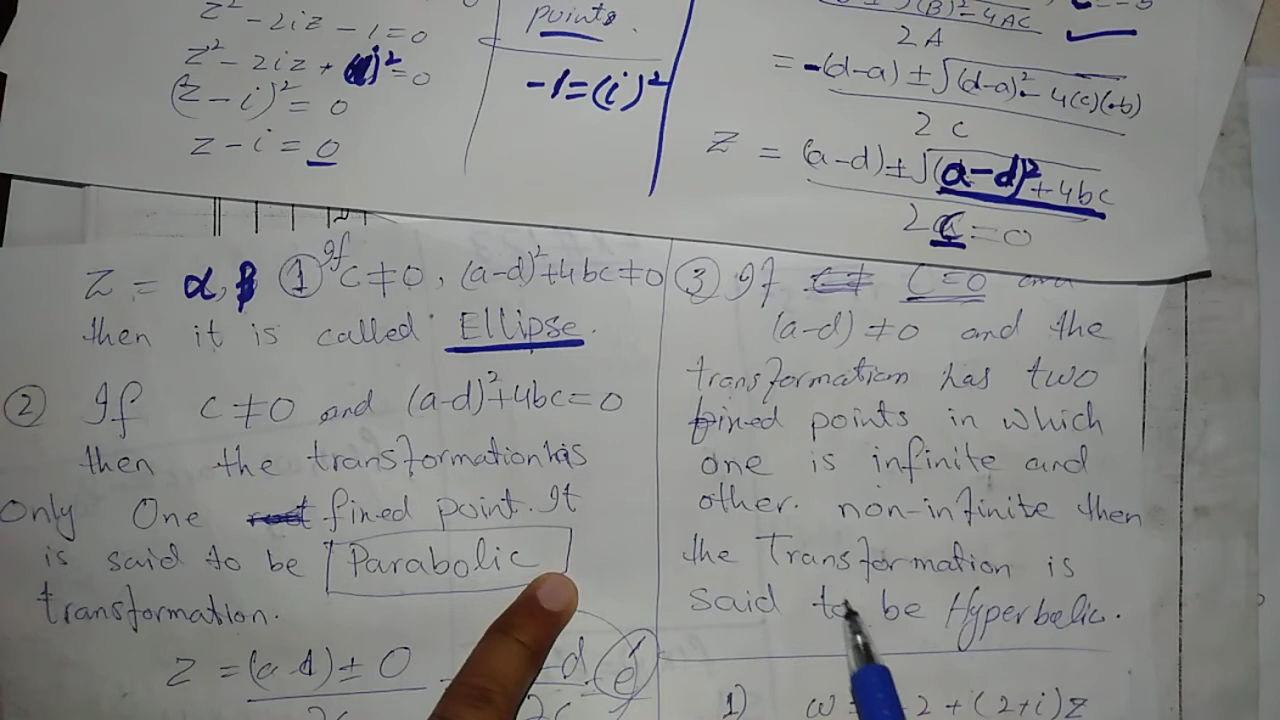 z² - 2iz - 1 = 0
z² - 2iz + (i)² = 0
(z - i)² = 0
z - i = 0
points.
-1 = (i)²
2A
= -(d-a) ± √(d-a)² - 4(c)(-b)
2c
z = (a-d) ± √(a-d)² + 4bc
2c = 0
z = α, β ① If c ≠ 0, (a-d)² + 4bc ≠ 0
then it is called Ellipse.
② If c ≠ 0 and (a-d)² + 4bc = 0
then the transformation has
only One fined point. It
is said to be Parabolic
transformation.
z = (a-d) ± 0
2c
③ If c = 0 and
(a-d) ≠ 0 and the
transformation has two
fined points in which
one is infinite and
other. non-infinite then
the Transformation is
said to be Hyperbolic.
1) ω = 2 + (2+i)z